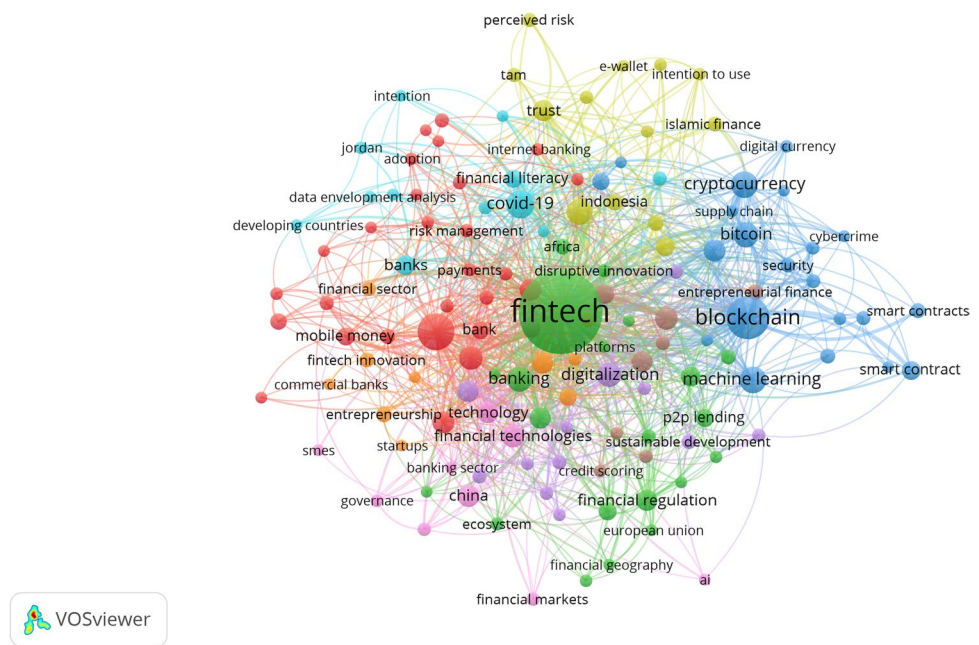 perceived risk
tam
e-wallet
intention to use
intention
trust
islamic finance
jordan
adoption
internet banking
digital currency
financial literacy
cryptocurrency
data envelopment analysis
covid-19
indonesia
supply chain
developing countries
risk management
bitcoin
cybercrime
africa
banks
payments
disruptive innovation
security
financial sector
entrepreneurial finance
fintech
blockchain
smart contracts
mobile money
bank
platforms
fintech innovation
smart contract
commercial banks
banking
digitalization
machine learning
entrepreneurship
technology
p2p lending
financial technologies
sustainable development
smes
startups
banking sector
credit scoring
governance
china
financial regulation
ecosystem
european union
financial geography
ai
financial markets
VOSviewer